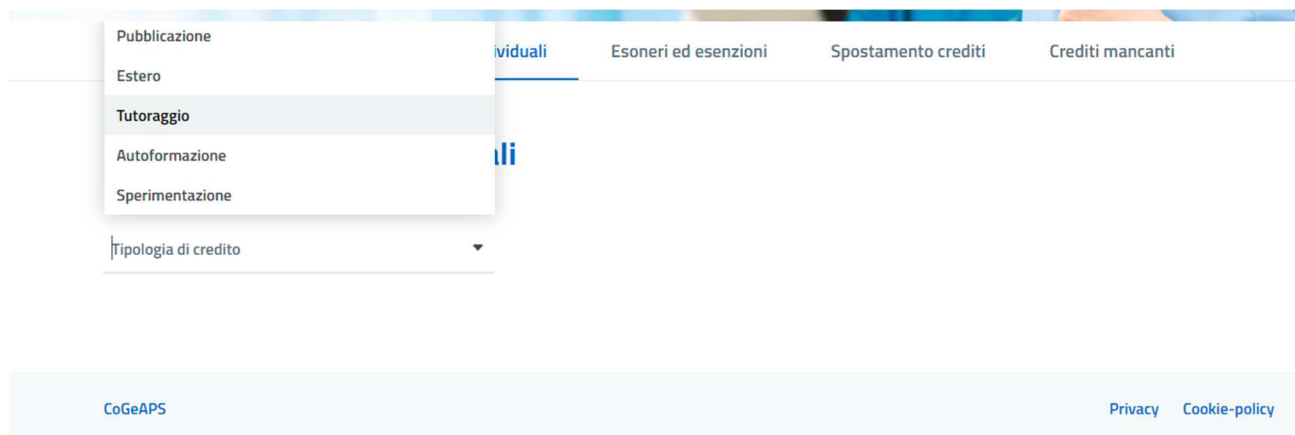 Pubblicazione
Estero
Tutoraggio
Autoformazione
Sperimentazione
Esoneri ed esenzioni
Spostamento crediti
Crediti mancanti
Tipologia di credito
CoGeAPS
Privacy
Cookie-policy